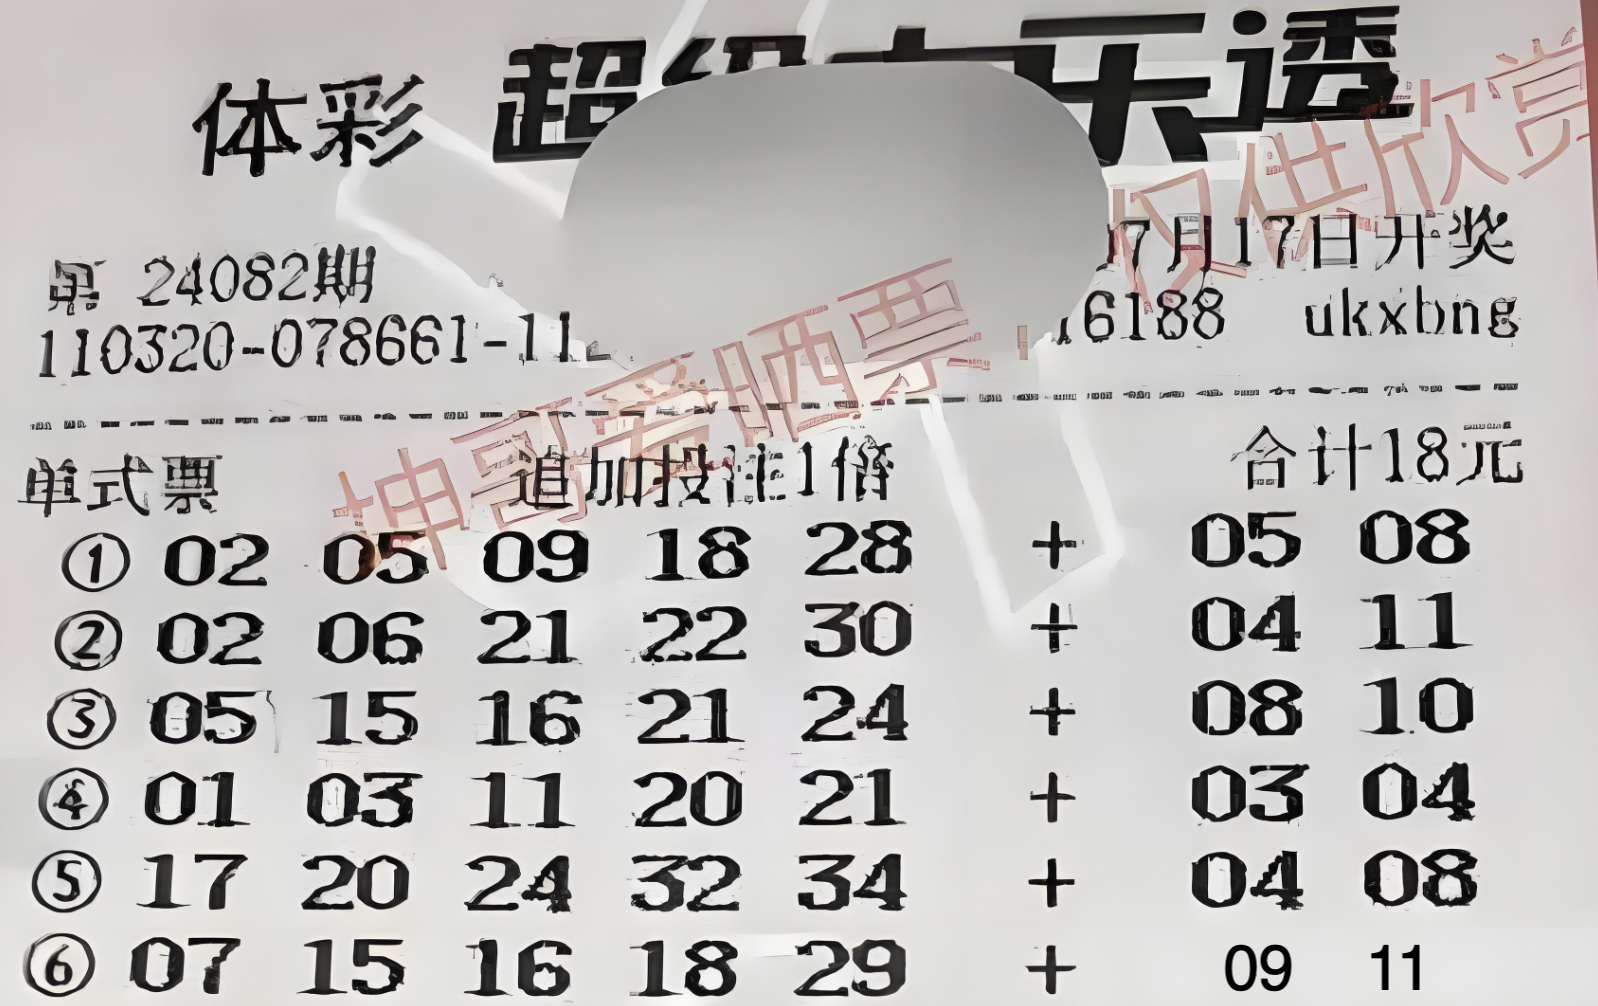 体彩 超级大乐透
第 24082期 7月17日开奖
110320-078661-11 6188 ukxbng
坤哥爱晒票 仅供欣赏
单式票 追加投注1倍 合计18元
① 02 05 09 18 28 + 05 08
② 02 06 21 22 30 + 04 11
③ 05 15 16 21 24 + 08 10
④ 01 03 11 20 21 + 03 04
⑤ 17 20 24 32 34 + 04 08
⑥ 07 15 16 18 29 + 09 11